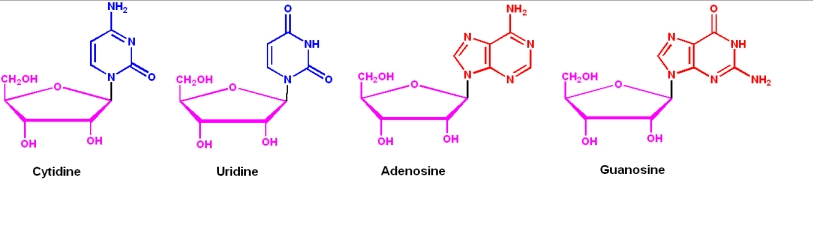 NH2 O NH2 O
N NH N N N NH
N O N O N N N N NH2
CH2OH O CH2OH O CH2OH O CH2OH O
OH OH OH OH OH OH OH OH
Cytidine Uridine Adenosine Guanosine